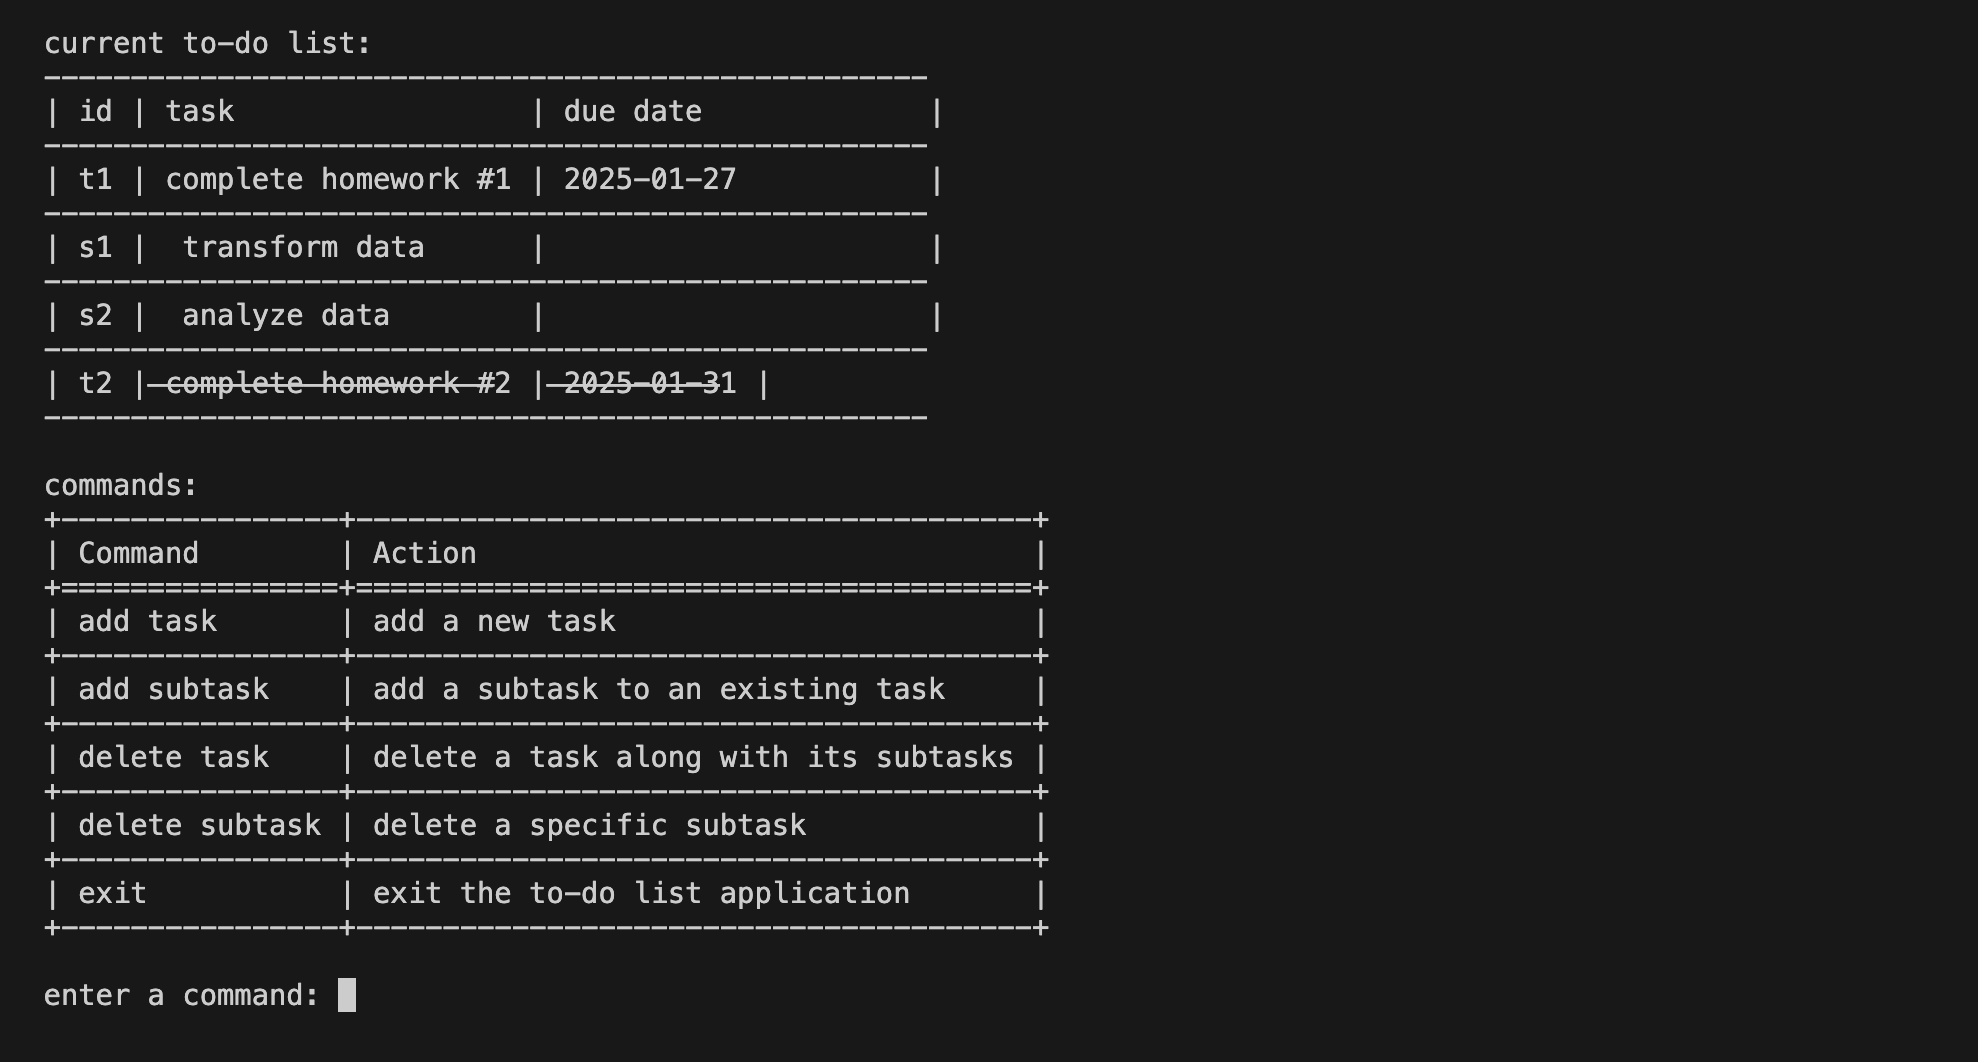 current to-do list:
---------------------------------------------------
| id | task                 | due date             |
---------------------------------------------------
| t1 | complete homework #1 | 2025-01-27           |
---------------------------------------------------
| s1 |  transform data      |                      |
---------------------------------------------------
| s2 |  analyze data        |                      |
---------------------------------------------------
| t2 | complete homework #2 | 2025-01-31 |
---------------------------------------------------
commands:
+----------------+---------------------------------------+
| Command        | Action                                |
+================+=======================================+
| add task       | add a new task                        |
+----------------+---------------------------------------+
| add subtask    | add a subtask to an existing task     |
+----------------+---------------------------------------+
| delete task    | delete a task along with its subtasks |
+----------------+---------------------------------------+
| delete subtask | delete a specific subtask             |
+----------------+---------------------------------------+
| exit           | exit the to-do list application       |
+----------------+---------------------------------------+
enter a command: